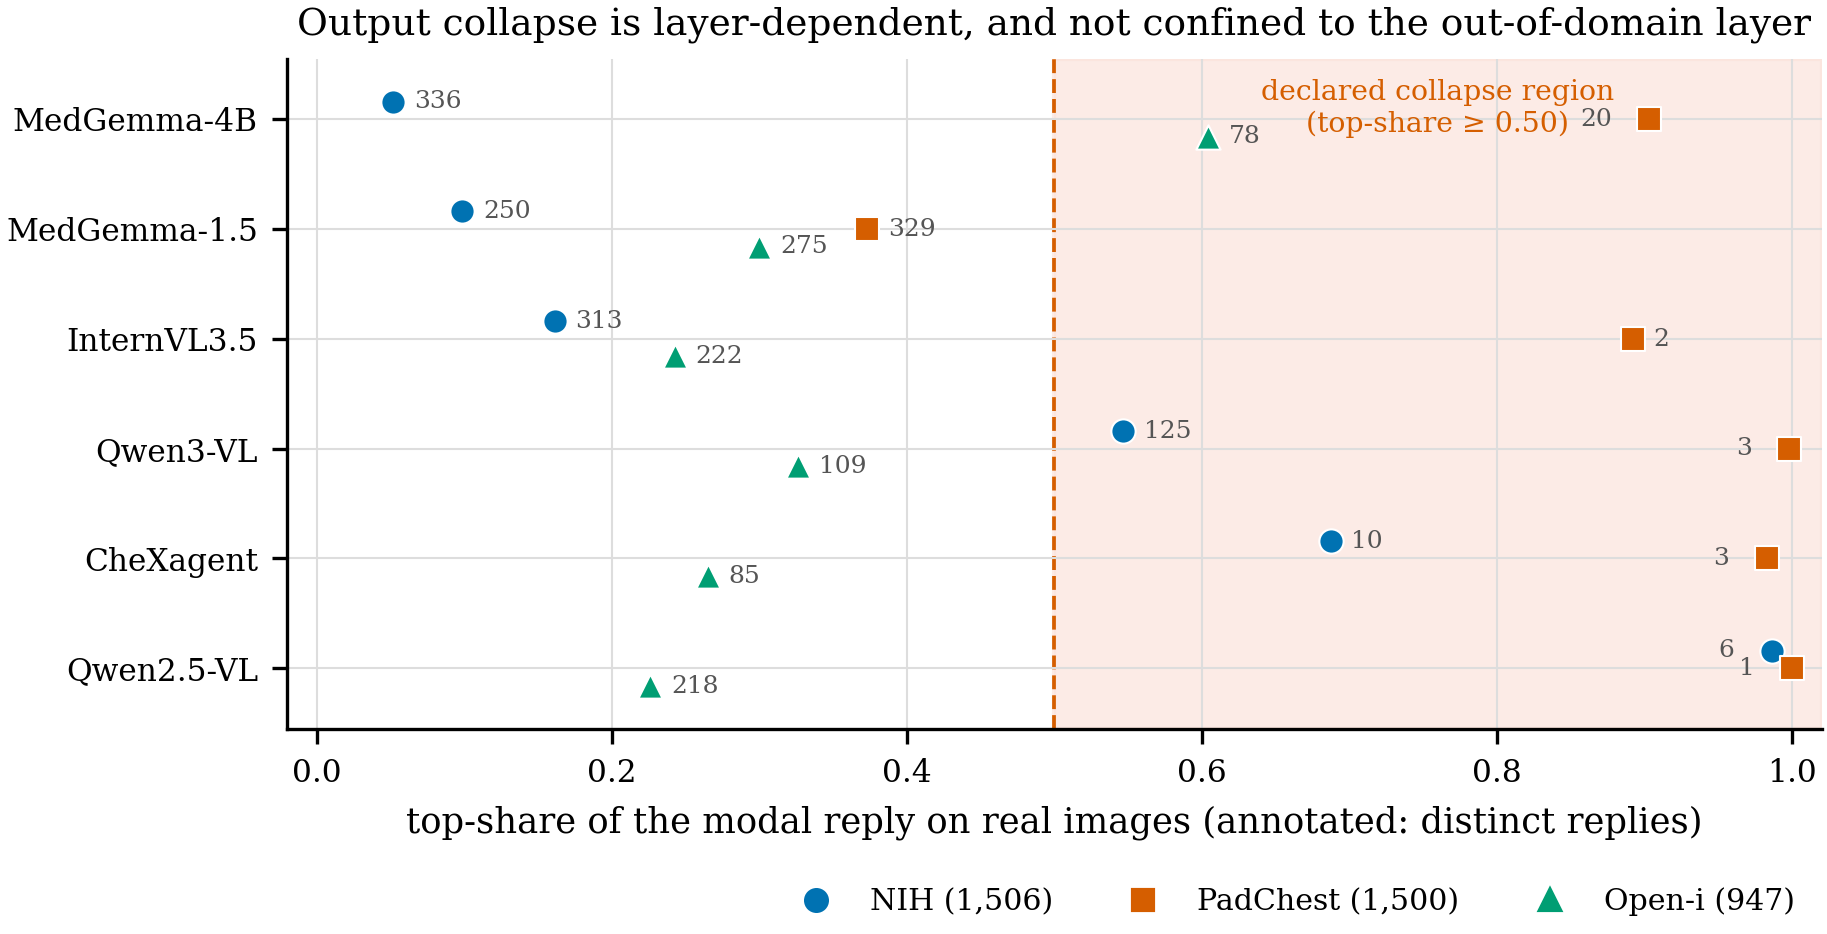 Output collapse is layer-dependent, and not confined to the out-of-domain layer
declared collapse region
(top-share ≥ 0.50)
MedGemma-4B
336
78
20
MedGemma-1.5
250
275
329
InternVL3.5
313
222
2
Qwen3-VL
125
109
3
CheXagent
10
85
3
Qwen2.5-VL
6
1
218
0.0 0.2 0.4 0.6 0.8 1.0
top-share of the modal reply on real images (annotated: distinct replies)
NIH (1,506) PadChest (1,500) Open-i (947)